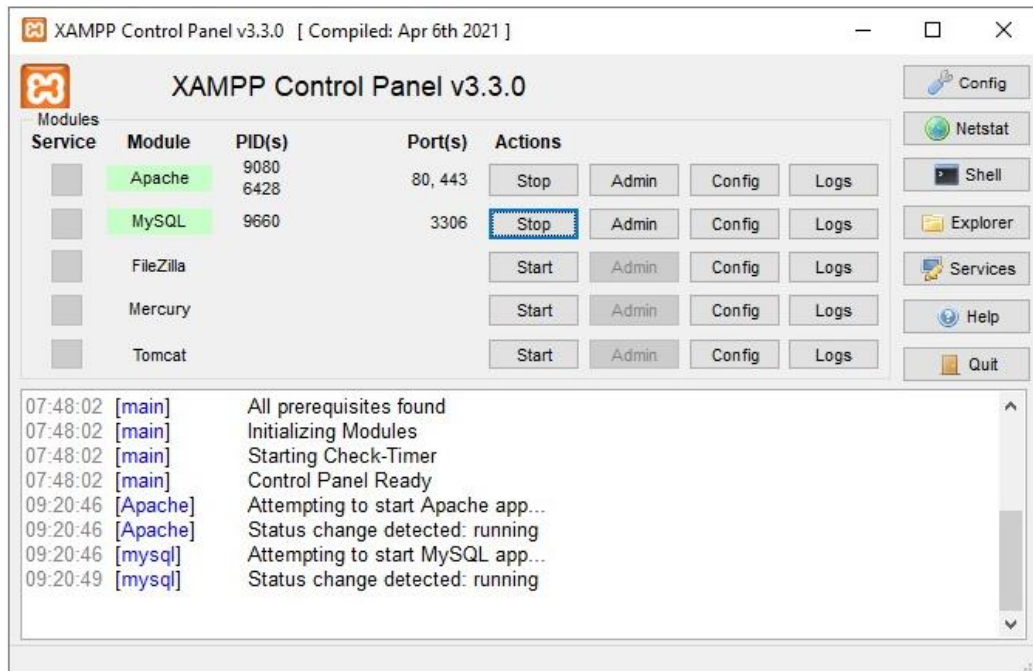 XAMPP Control Panel v3.3.0 [ Compiled: Apr 6th 2021 ]
XAMPP Control Panel v3.3.0
Config
Modules
Netstat
Service Module PID(s) Port(s) Actions
Apache 9080 80, 443 Stop Admin Config Logs
6428
Shell
MySQL 9660 3306 Stop Admin Config Logs
Explorer
FileZilla Start Admin Config Logs
Services
Mercury Start Admin Config Logs
Help
Tomcat Start Admin Config Logs
Quit
07:48:02 [main] All prerequisites found
07:48:02 [main] Initializing Modules
07:48:02 [main] Starting Check-Timer
07:48:02 [main] Control Panel Ready
09:20:46 [Apache] Attempting to start Apache app...
09:20:46 [Apache] Status change detected: running
09:20:46 [mysql] Attempting to start MySQL app...
09:20:49 [mysql] Status change detected: running